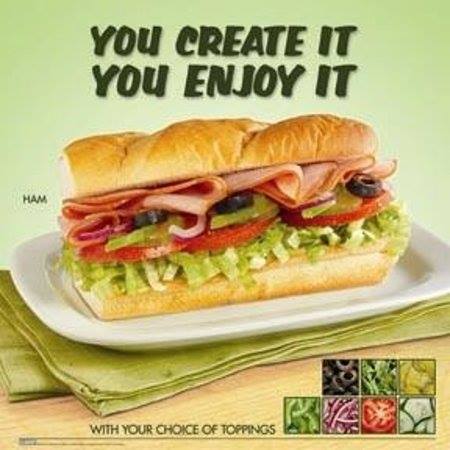 YOU CREATE IT
YOU ENJOY IT
HAM
WITH YOUR CHOICE OF TOPPINGS